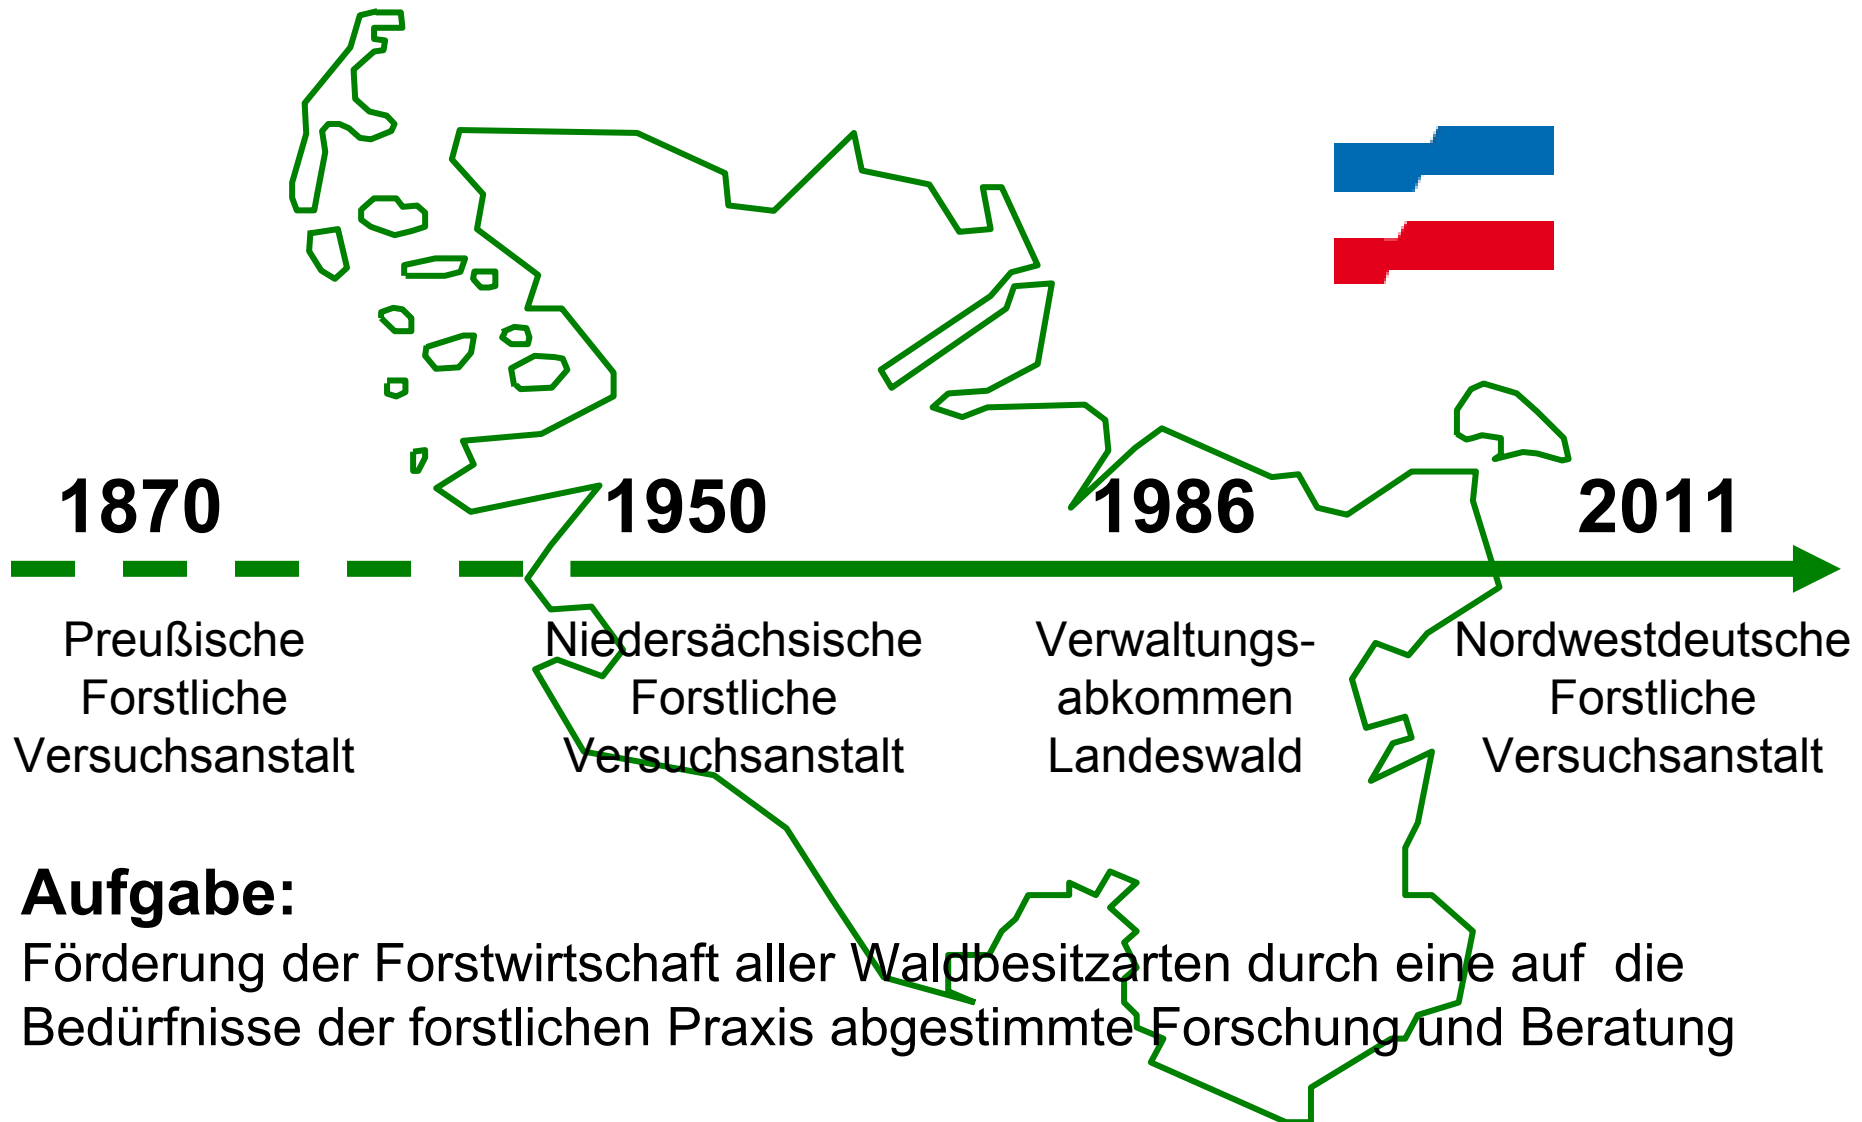 1870 1950 1986 2011
Preußische Niedersächsische Verwaltungs- Nordwestdeutsche
Forstliche Forstliche abkommen Forstliche
Versuchsanstalt Versuchsanstalt Landeswald Versuchsanstalt
Aufgabe:
Förderung der Forstwirtschaft aller Waldbesitzarten durch eine auf die
Bedürfnisse der forstlichen Praxis abgestimmte Forschung und Beratung